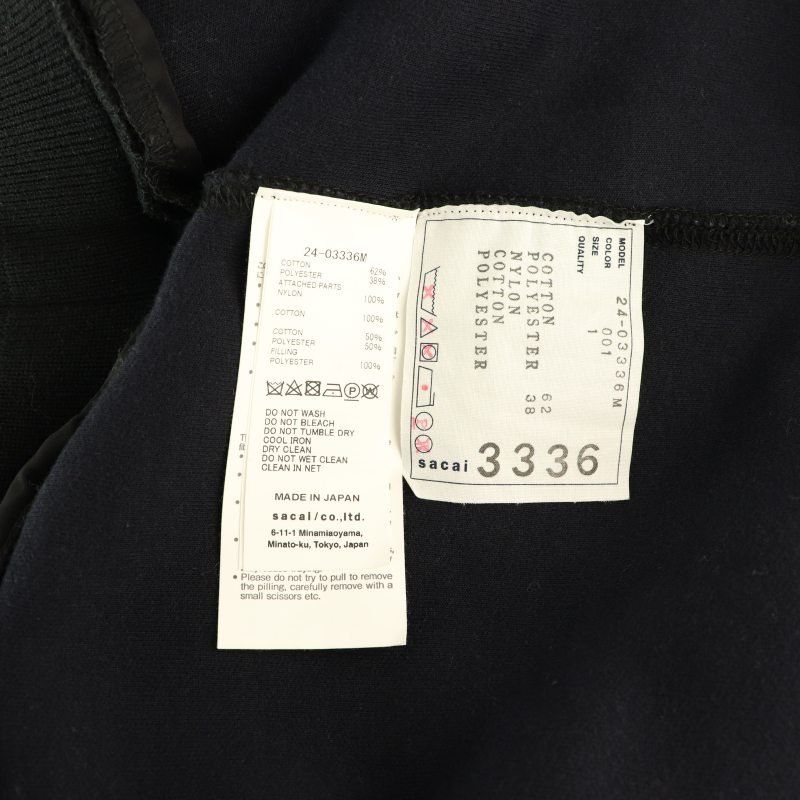 24-03336M
COTTON 62%
POLYESTER 38%
ATTACHED PARTS
NYLON 100%
COTTON 100%
COTTON 50%
POLYESTER 50%
FILLING
POLYESTER 100%
DO NOT WASH
DO NOT BLEACH
DO NOT TUMBLE DRY
COOL IRON
DRY CLEAN
DO NOT WET CLEAN
CLEAN IN NET
MADE IN JAPAN
sacai/co.,ltd.
6-11-1 Minamiaoyama,
Minato-ku, Tokyo, Japan
• Please do not try to pull to remove
the pilling, carefully remove with a
small scissors etc.
MODEL 24-03336M
COLOR 001
SIZE 1
QUALITY
COTTON 62
POLYESTER 38
NYLON
COTTON
POLYESTER
sacai 3336